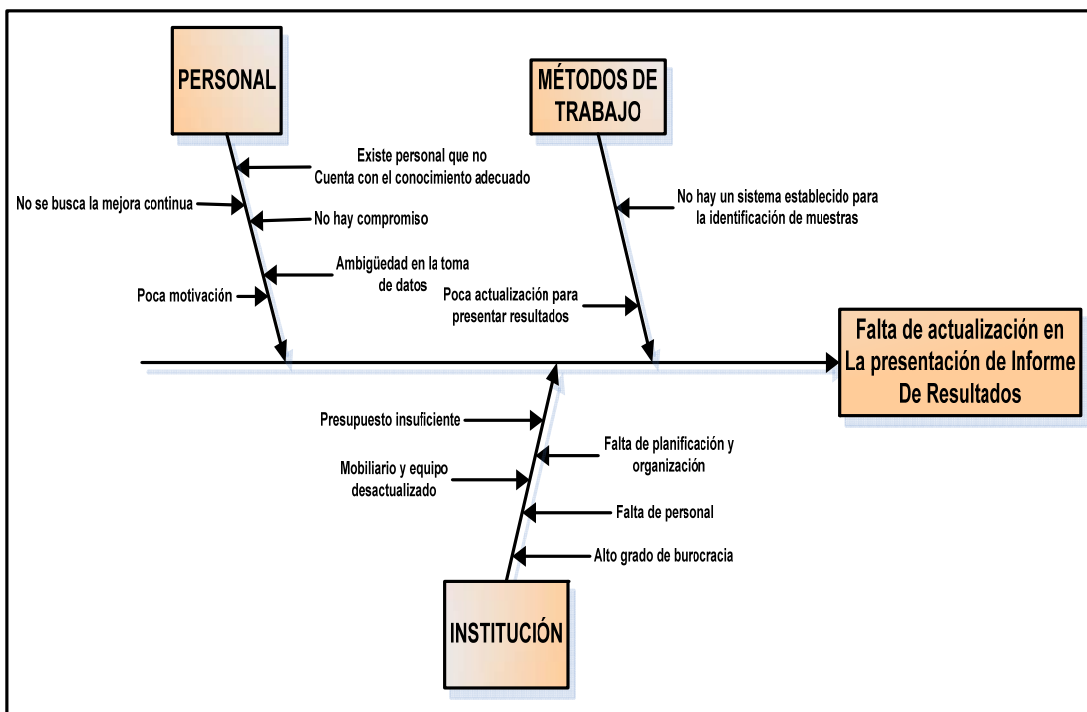 PERSONAL
MÉTODOS DE
TRABAJO
Existe personal que no
Cuenta con el conocimiento adecuado
No se busca la mejora continua
No hay compromiso
Ambigüedad en la toma
de datos
Poca motivación
No hay un sistema establecido para
la identificación de muestras
Poca actualización para
presentar resultados
Falta de actualización en
La presentación de Informe
De Resultados
Presupuesto insuficiente
Falta de planificación y
organización
Mobiliario y equipo
desactualizado
Falta de personal
Alto grado de burocracia
INSTITUCIÓN